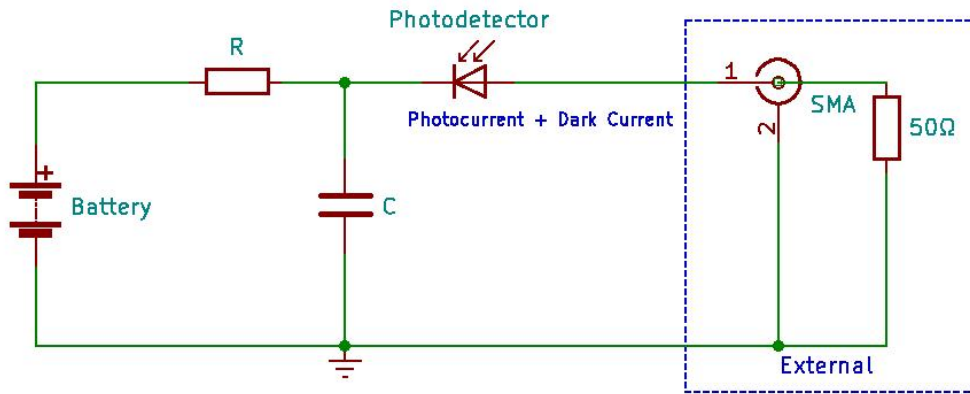 Photodetector
R
1
Photocurrent + Dark Current
SMA
50Ω
2
+
Battery
C
External